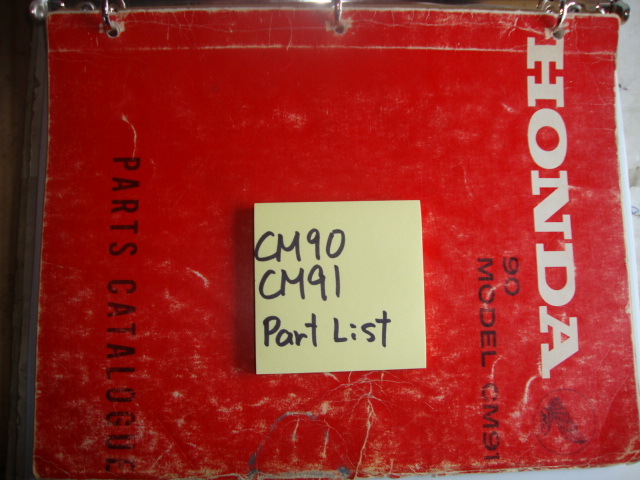 HONDA
90
MODEL CM91
PARTS CATALOGUE
CM90
CM91
Part List